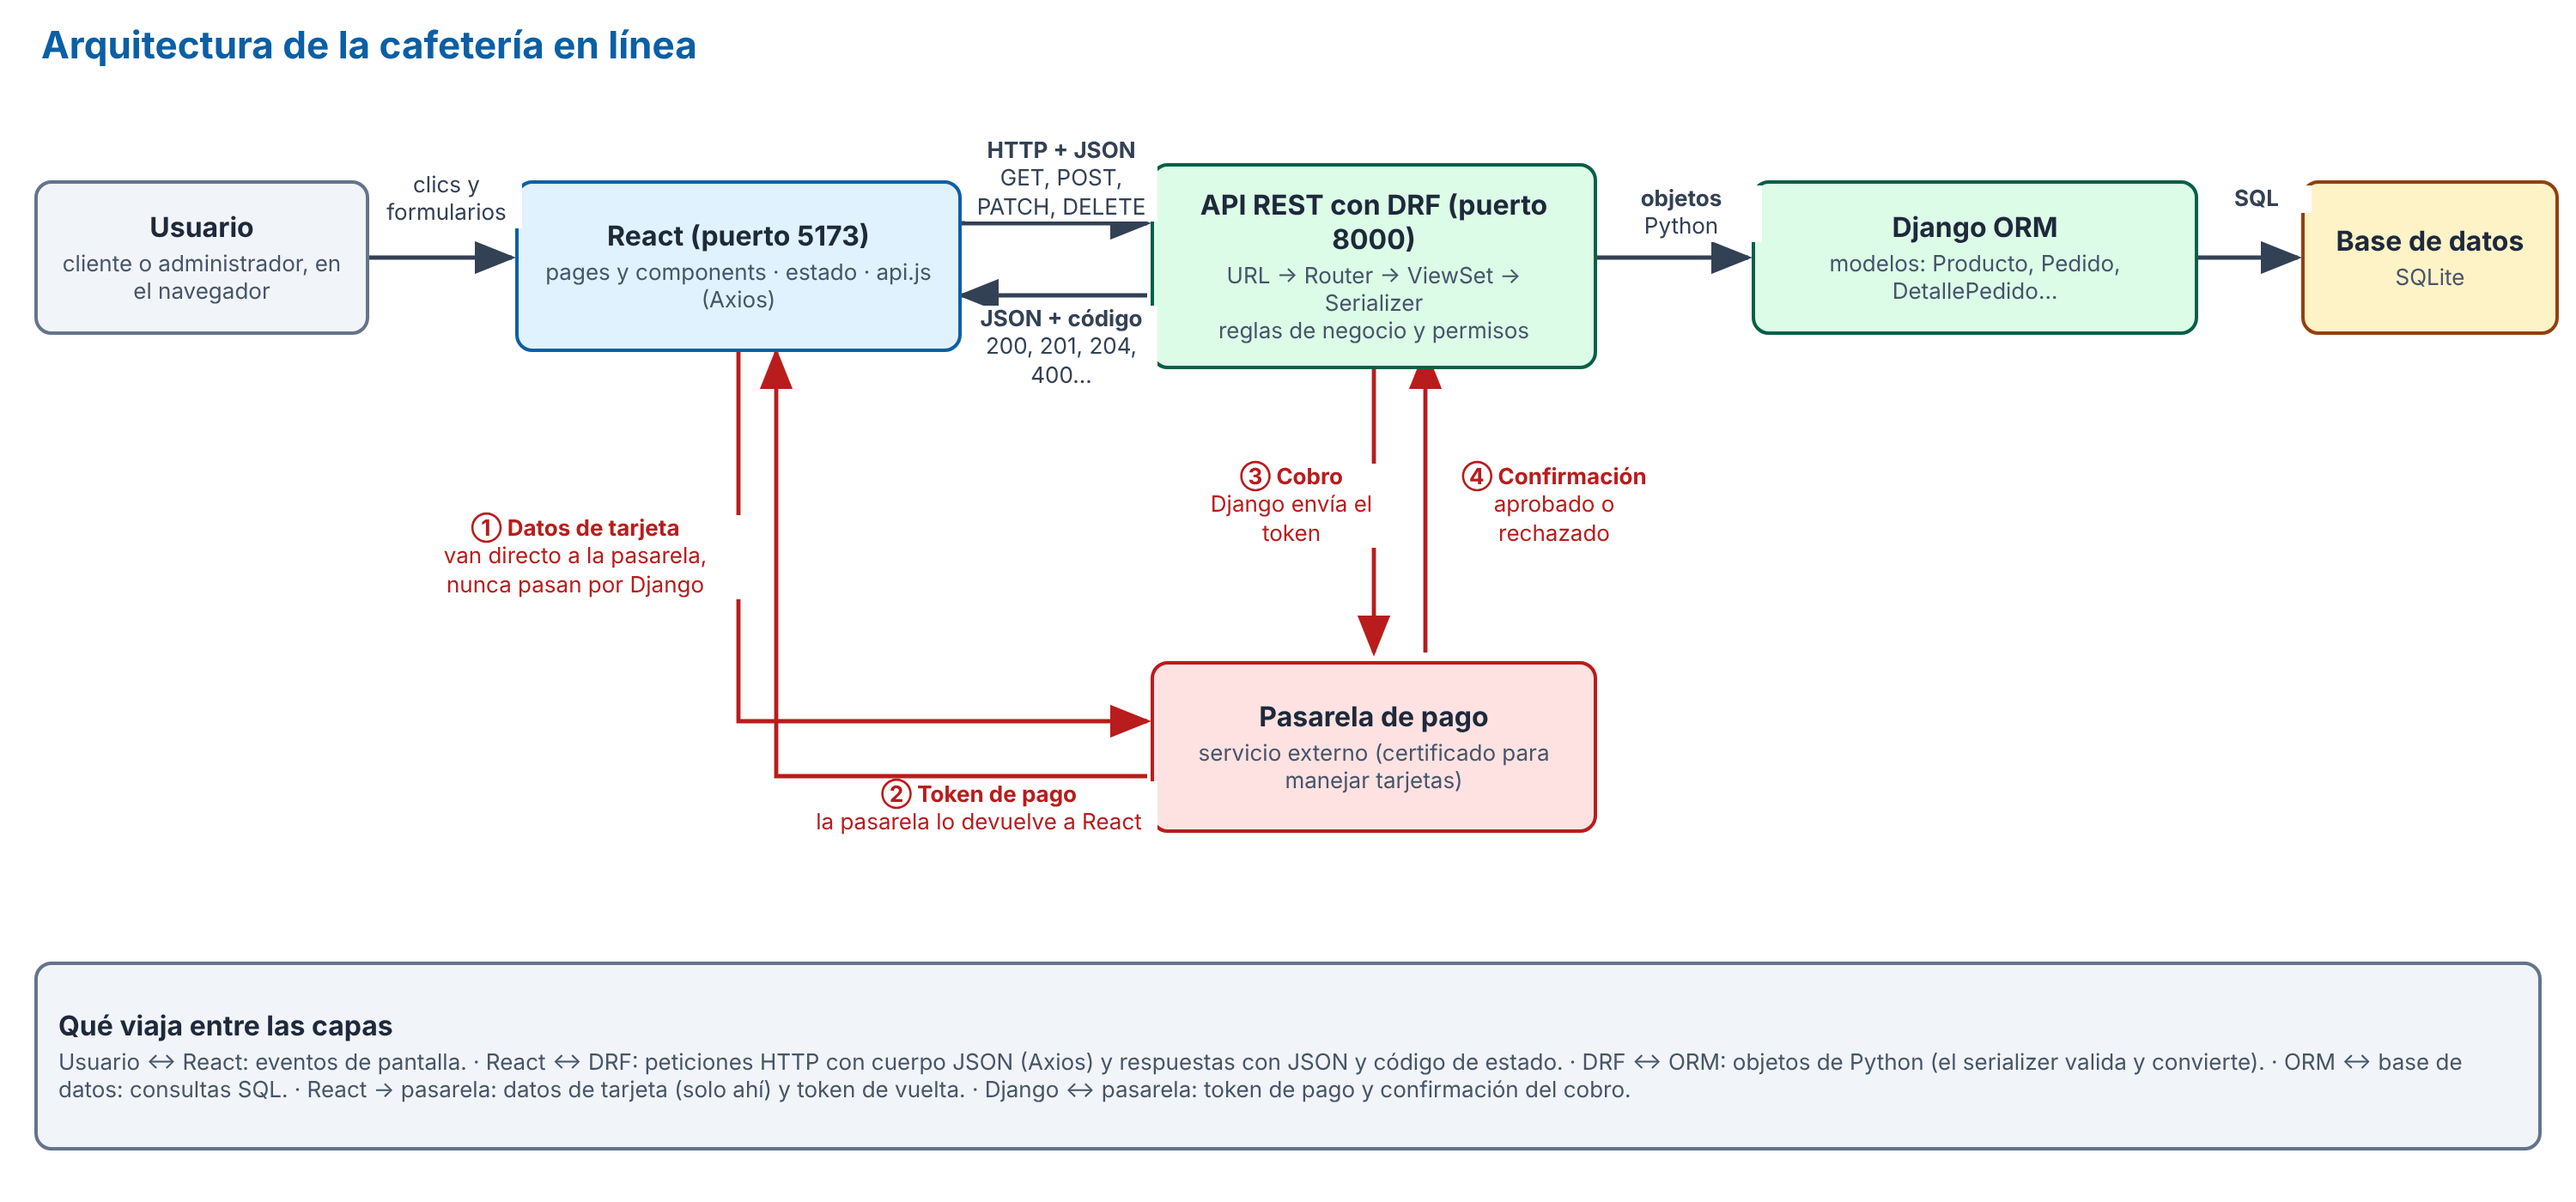 Arquitectura de la cafetería en línea
Usuario
cliente o administrador, en
el navegador
clics y
formularios
React (puerto 5173)
pages y components · estado · api.js
(Axios)
HTTP + JSON
GET, POST,
PATCH, DELETE
JSON + código
200, 201, 204,
400...
API REST con DRF (puerto
8000)
URL → Router → ViewSet →
Serializer
reglas de negocio y permisos
objetos
Python
Django ORM
modelos: Producto, Pedido,
DetallePedido...
SQL
Base de datos
SQLite
① Datos de tarjeta
van directo a la pasarela,
nunca pasan por Django
② Token de pago
la pasarela lo devuelve a React
③ Cobro
Django envía el
token
④ Confirmación
aprobado o
rechazado
Pasarela de pago
servicio externo (certificado para
manejar tarjetas)
Qué viaja entre las capas
Usuario ↔ React: eventos de pantalla. · React ↔ DRF: peticiones HTTP con cuerpo JSON (Axios) y respuestas con JSON y código de estado. · DRF ↔ ORM: objetos de Python (el serializer valida y convierte). · ORM ↔ base de
datos: consultas SQL. · React → pasarela: datos de tarjeta (solo ahí) y token de vuelta. · Django ↔ pasarela: token de pago y confirmación del cobro.